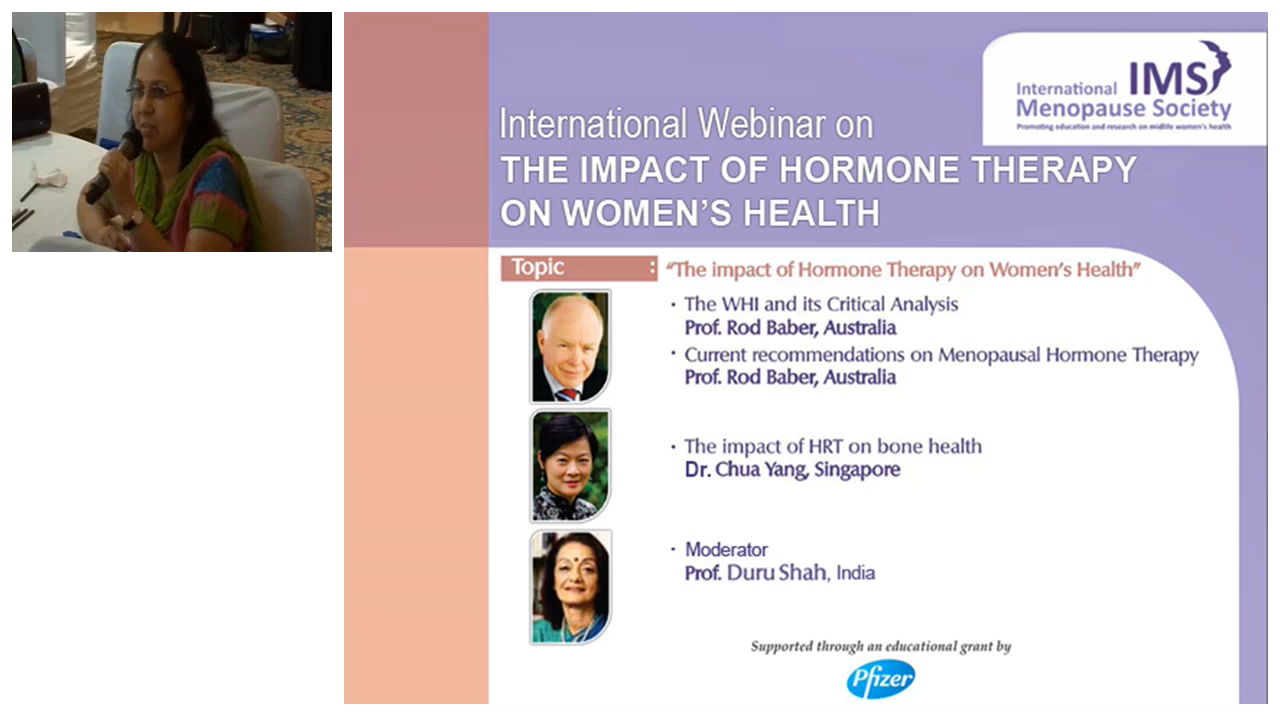 International IMS
Menopause Society
Promoting education and research on midlife women's health
International Webinar on
THE IMPACT OF HORMONE THERAPY
ON WOMEN'S HEALTH
Topic : "The impact of Hormone Therapy on Women's Health"
· The WHI and its Critical Analysis
Prof. Rod Baber, Australia
· Current recommendations on Menopausal Hormone Therapy
Prof. Rod Baber, Australia
· The impact of HRT on bone health
Dr. Chua Yang, Singapore
· Moderator
Prof. Duru Shah, India
Supported through an educational grant by
Pfizer